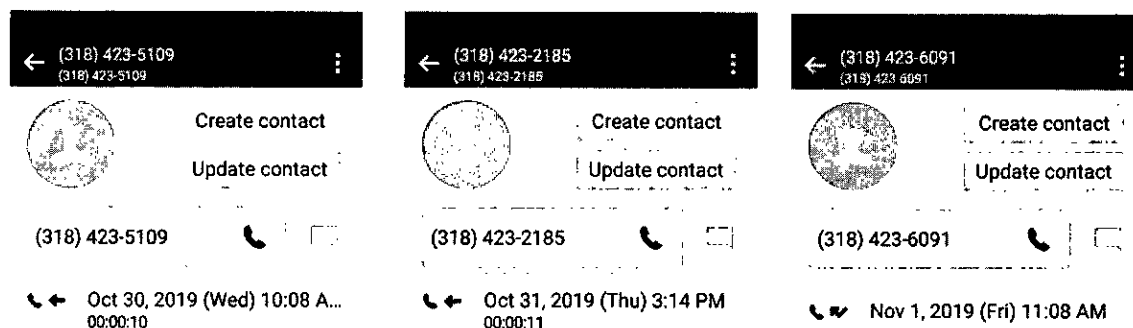 (318) 423-5109
(318) 423-5109
Create contact
Update contact
(318) 423-5109
Oct 30, 2019 (Wed) 10:08 A...
00:00:10
(318) 423-2185
(318) 423-2185
Create contact
Update contact
(318) 423-2185
Oct 31, 2019 (Thu) 3:14 PM
00:00:11
(318) 423-6091
(318) 423 6091
Create contact
Update contact
(318) 423-6091
Nov 1, 2019 (Fri) 11:08 AM